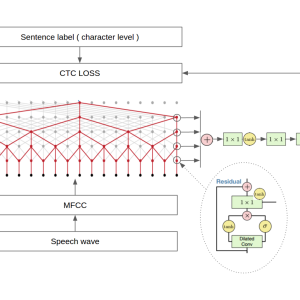 Sentence label ( character level )
CTC LOSS
1 × 1
tanh
1 × 1
Residual
tanh
1 × 1
tanh
σ
Dilated
Conv
MFCC
Speech wave